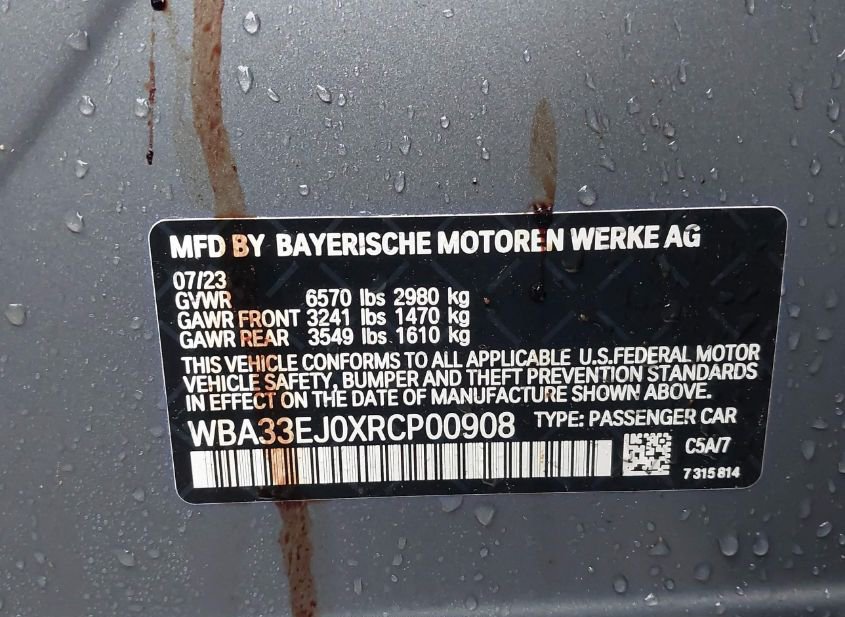 MFD BY BAYERISCHE MOTOREN WERKE AG
07/23
GVWR 6570 lbs 2980 kg
GAWR FRONT 3241 lbs 1470 kg
GAWR REAR 3549 lbs 1610 kg
THIS VEHICLE CONFORMS TO ALL APPLICABLE U.S.FEDERAL MOTOR
VEHICLE SAFETY, BUMPER AND THEFT PREVENTION STANDARDS
IN EFFECT ON THE DATE OF MANUFACTURE SHOWN ABOVE.
WBA33EJ0XRCP00908 TYPE: PASSENGER CAR
C5A/7
7 315 814